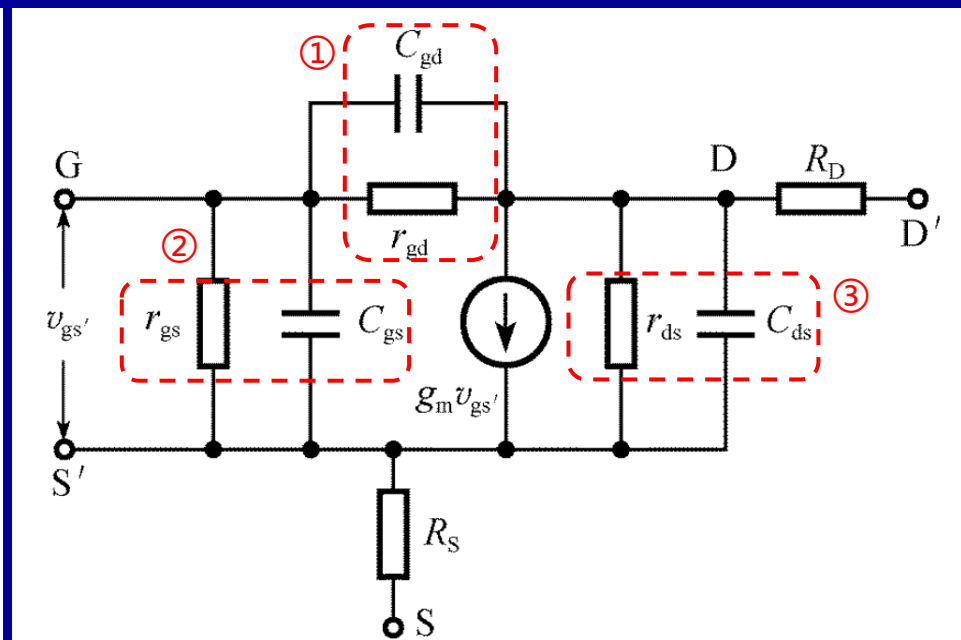 ①
C_gd
G
D
R_D
r_gd
D′
②
③
v_gs′
r_gs
C_gs
r_ds
C_ds
g_m v_gs′
S′
R_S
S